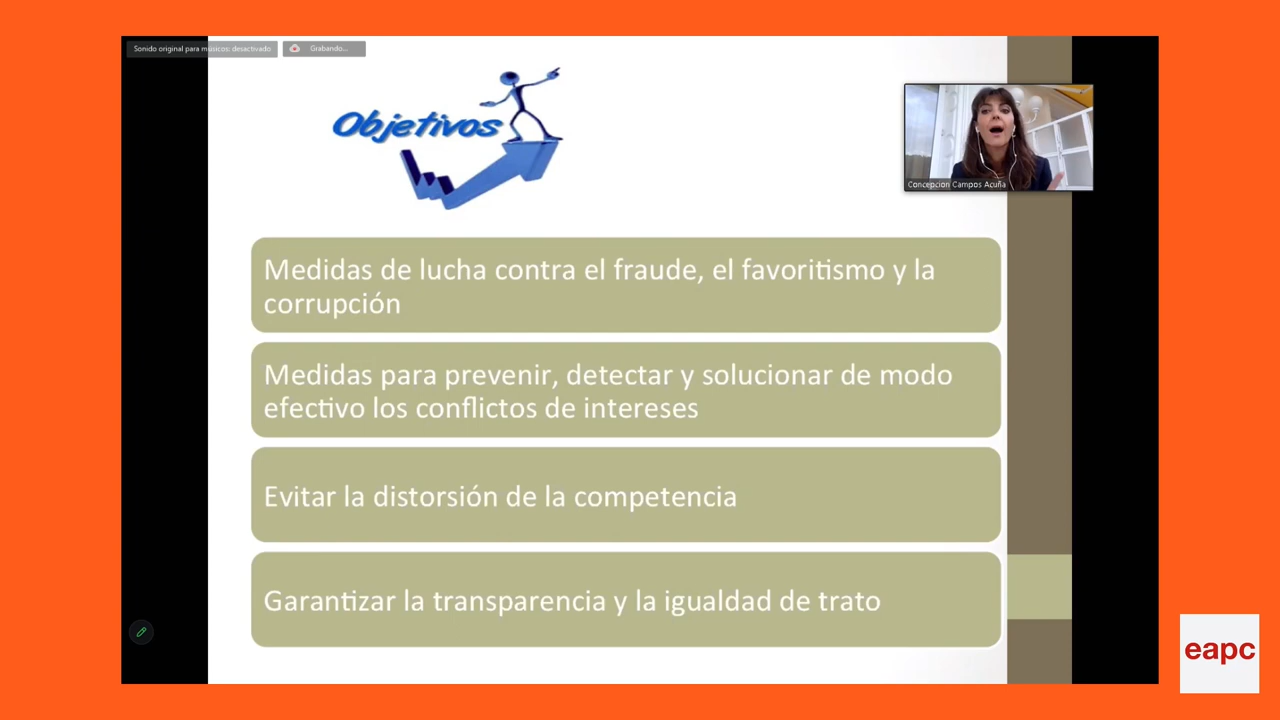 Sonido original para músicos: desactivado
Grabando...
Objetivos
Concepcion Campos Acuña
Medidas de lucha contra el fraude, el favoritismo y la
corrupción
Medidas para prevenir, detectar y solucionar de modo
efectivo los conflictos de intereses
Evitar la distorsión de la competencia
Garantizar la transparencia y la igualdad de trato
eapc